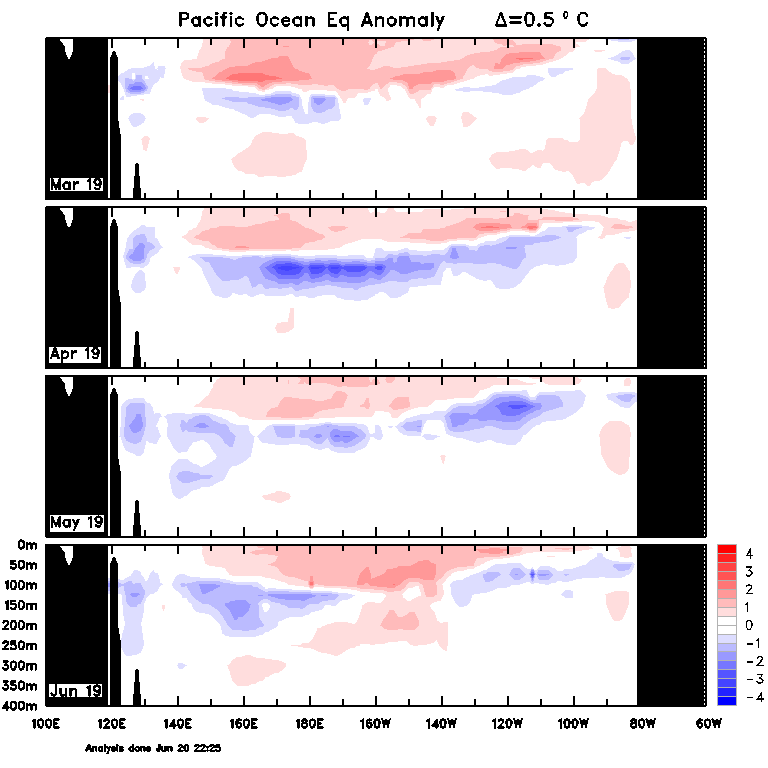 Pacific Ocean Eq Anomaly Δ=0.5 ° C
Mar 19
Apr 19
May 19
0m
50m
100m
150m
200m
250m
300m
350m
400m
Jun 19
4
3
2
1
0
-1
-2
-3
-4
100E 120E 140E 160E 180E 160W 140W 120W 100W 80W 60W
Analysis done Jun 20 22:25